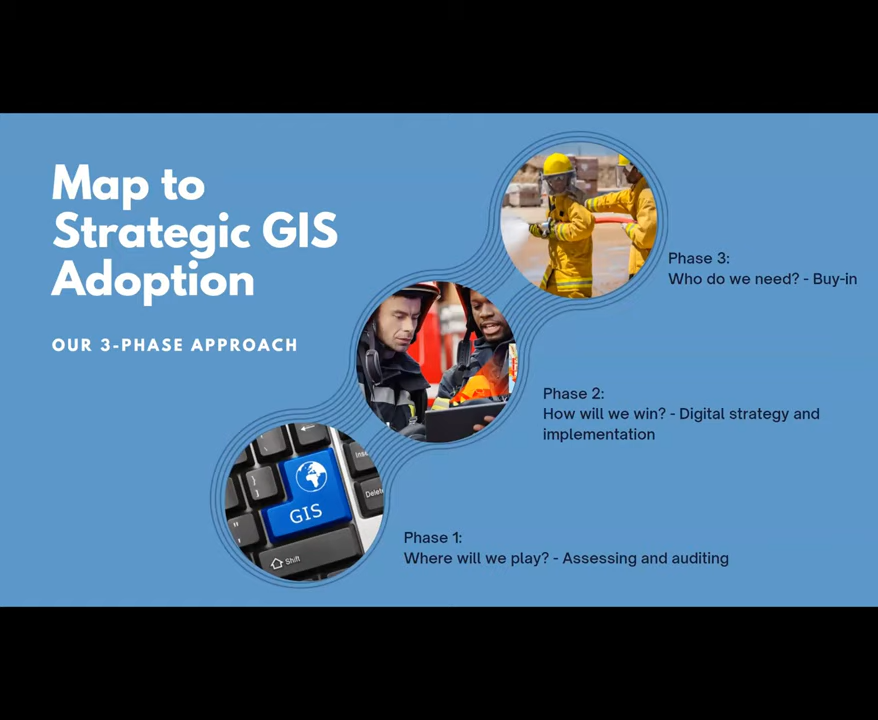 Map to
Strategic GIS
Adoption
OUR 3-PHASE APPROACH
Phase 3:
Who do we need? - Buy-in
Phase 2:
How will we win? - Digital strategy and
implementation
Phase 1:
Where will we play? - Assessing and auditing
GIS
Shift
Delete
Ins
}
]
"
'